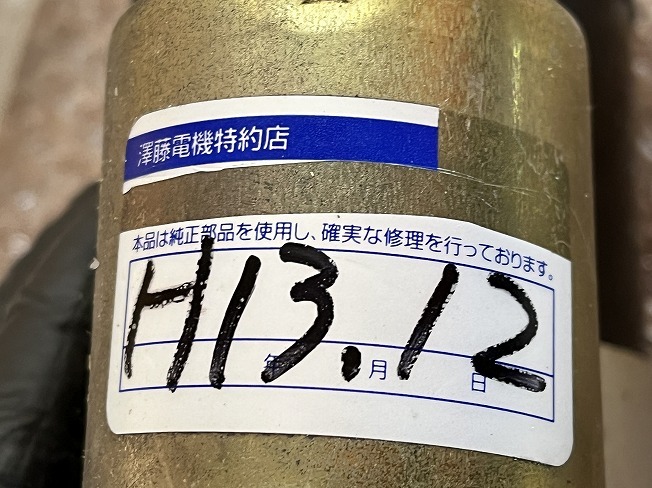 澤藤電機特約店
本品は純正部品を使用し、確実な修理を行っております。
H13.12
年 月 日